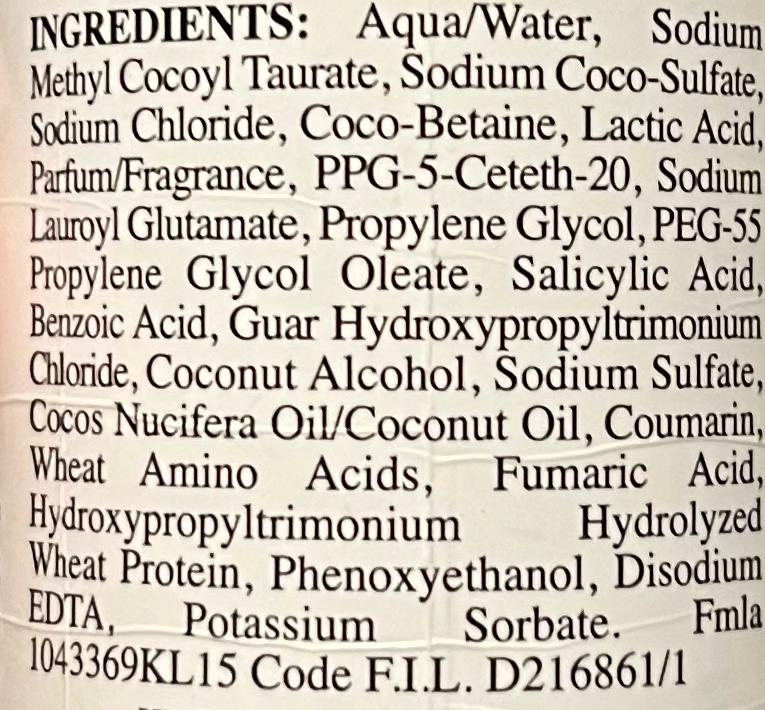 INGREDIENTS: Aqua/Water, Sodium
Methyl Cocoyl Taurate, Sodium Coco-Sulfate,
Sodium Chloride, Coco-Betaine, Lactic Acid,
Parfum/Fragrance, PPG-5-Ceteth-20, Sodium
Lauroyl Glutamate, Propylene Glycol, PEG-55
Propylene Glycol Oleate, Salicylic Acid,
Benzoic Acid, Guar Hydroxypropyltrimonium
Chloride, Coconut Alcohol, Sodium Sulfate,
Cocos Nucifera Oil/Coconut Oil, Coumarin,
Wheat Amino Acids, Fumaric Acid,
Hydroxypropyltrimonium Hydrolyzed
Wheat Protein, Phenoxyethanol, Disodium
EDTA, Potassium Sorbate. Fmla
1043369KL15 Code F.I.L. D216861/1